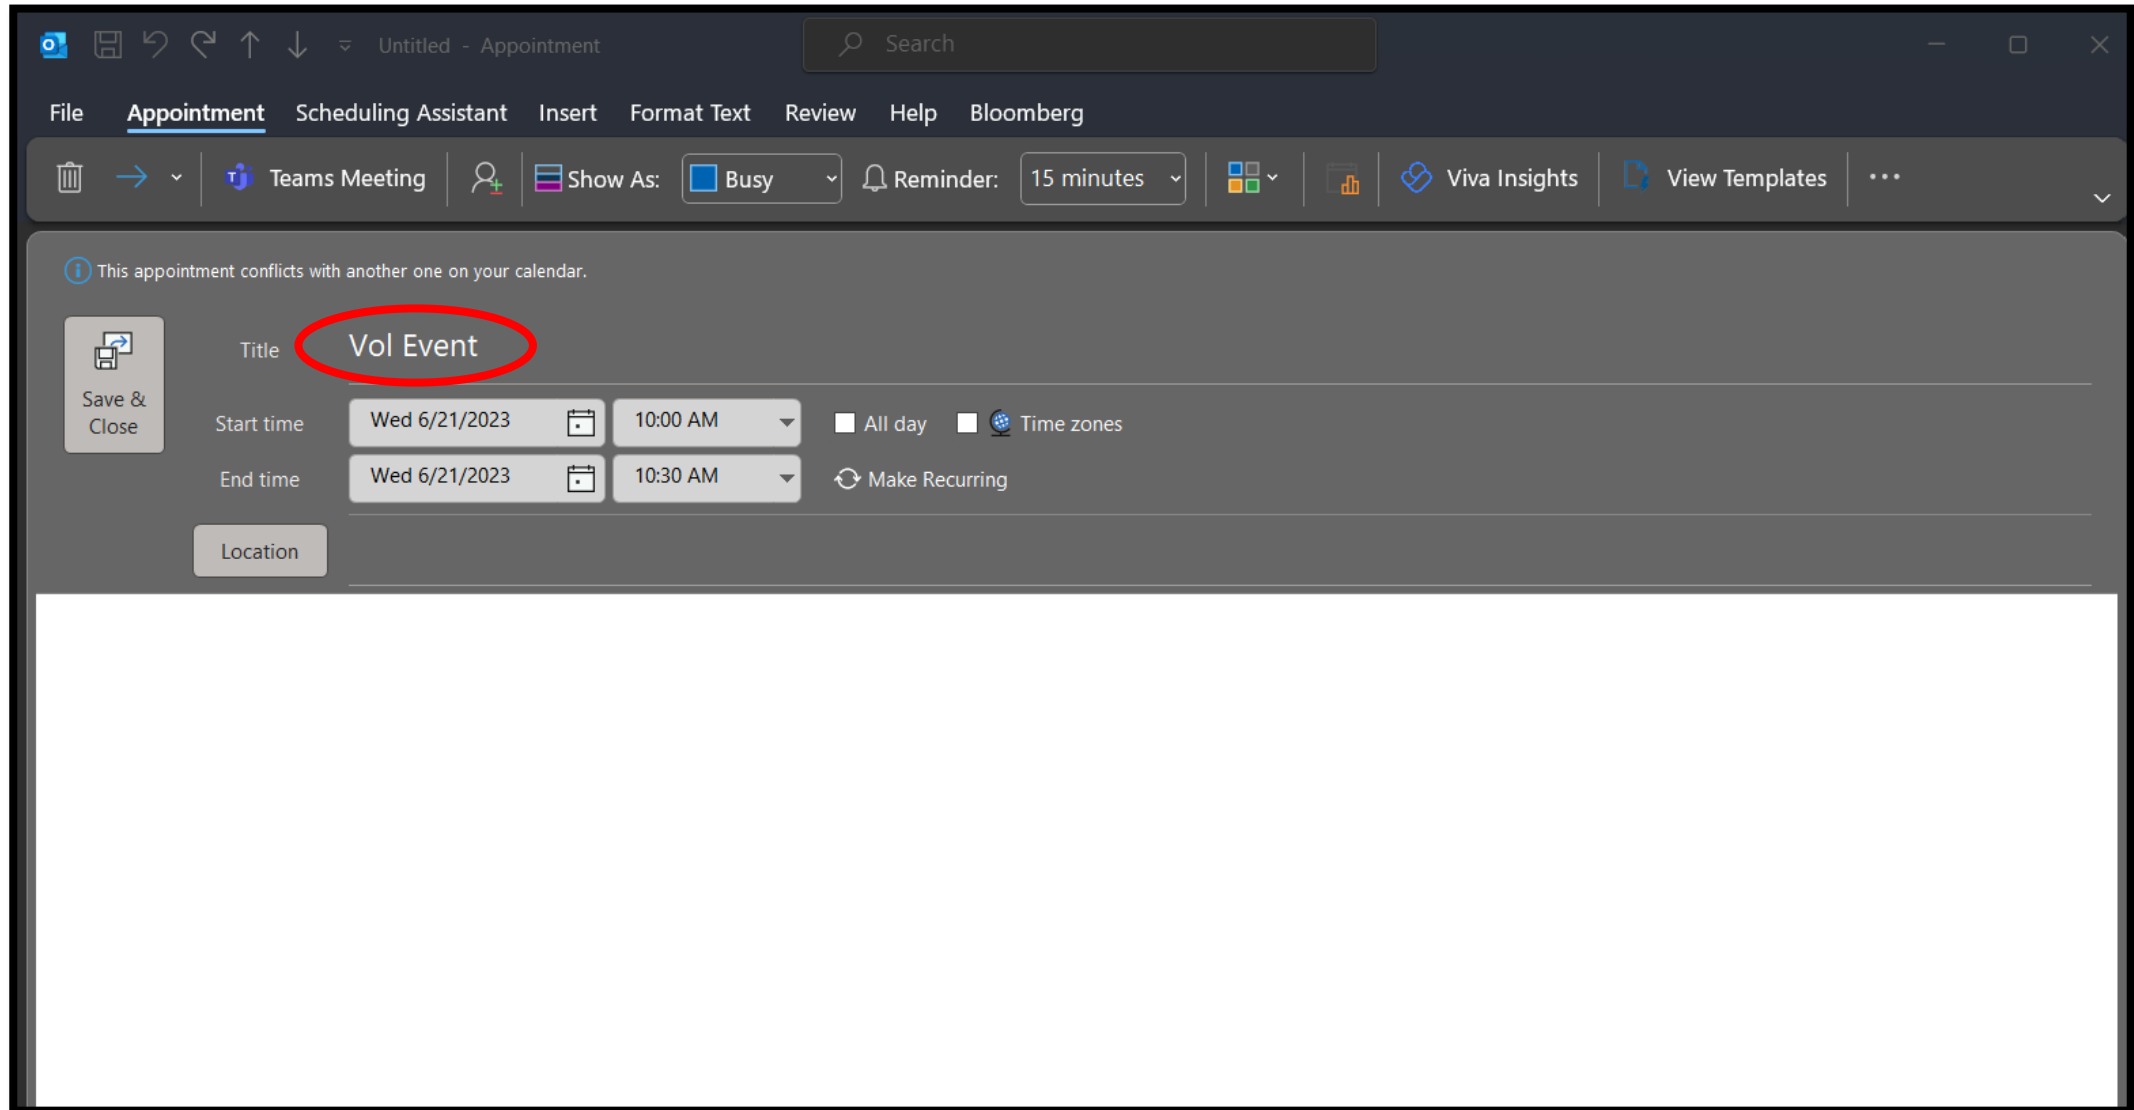 Untitled - Appointment
Search
File Appointment Scheduling Assistant Insert Format Text Review Help Bloomberg
Teams Meeting Show As: Busy Reminder: 15 minutes Viva Insights View Templates ...
This appointment conflicts with another one on your calendar.
Save &
Close
Title Vol Event
Start time Wed 6/21/2023 10:00 AM All day Time zones
End time Wed 6/21/2023 10:30 AM Make Recurring
Location